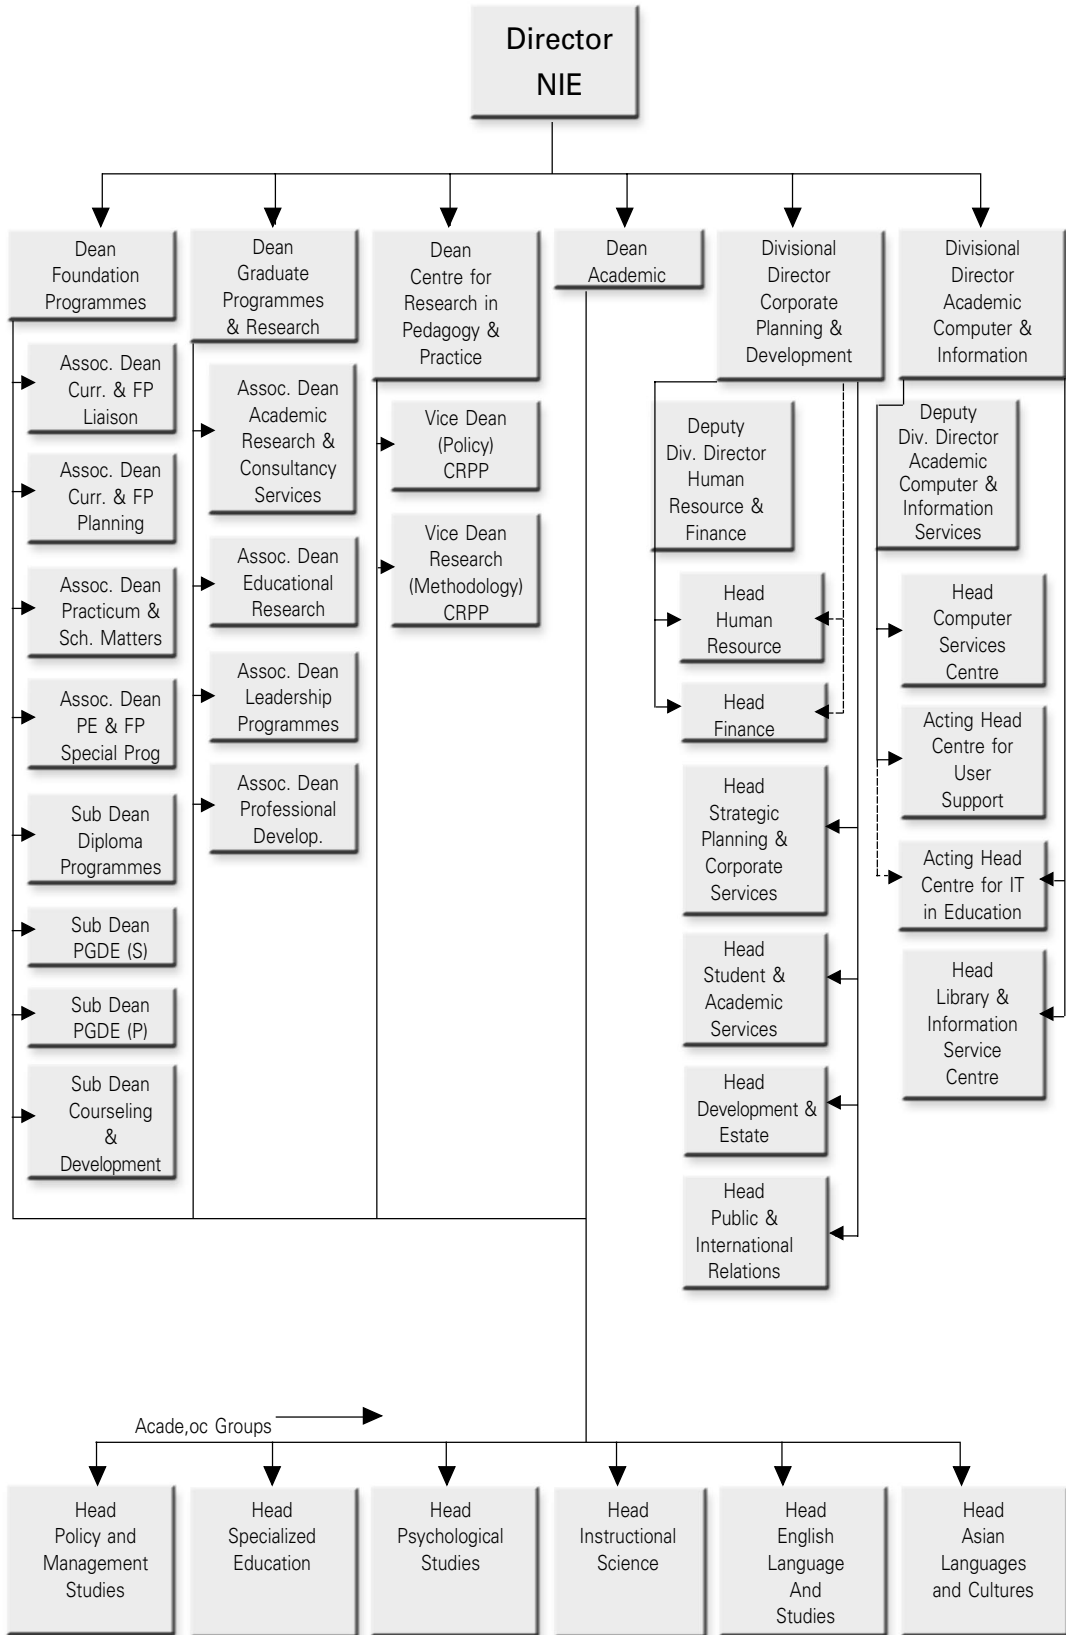 Director
NIE
Dean
Foundation
Programmes
Dean
Graduate
Programmes
& Research
Dean
Centre for
Research in
Pedagogy &
Practice
Dean
Academic
Divisional
Director
Corporate
Planning &
Development
Divisional
Director
Academic
Computer &
Information
Assoc. Dean
Curr. & FP
Liaison
Assoc. Dean
Curr. & FP
Planning
Assoc. Dean
Practicum &
Sch. Matters
Assoc. Dean
PE & FP
Special Prog
Sub Dean
Diploma
Programmes
Sub Dean
PGDE (S)
Sub Dean
PGDE (P)
Sub Dean
Courseling
&
Development
Assoc. Dean
Academic
Research &
Consultancy
Services
Assoc. Dean
Educational
Research
Assoc. Dean
Leadership
Programmes
Assoc. Dean
Professional
Develop.
Vice Dean
(Policy)
CRPP
Vice Dean
Research
(Methodology)
CRPP
Deputy
Div. Director
Human
Resource &
Finance
Head
Human
Resource
Head
Finance
Head
Strategic
Planning &
Corporate
Services
Head
Student &
Academic
Services
Head
Development &
Estate
Head
Public &
International
Relations
Deputy
Div. Director
Academic
Computer &
Information
Services
Head
Computer
Services
Centre
Acting Head
Centre for
User
Support
Acting Head
Centre for IT
in Education
Head
Library &
Information
Service
Centre
Acade,oc Groups
Head
Policy and
Management
Studies
Head
Specialized
Education
Head
Psychological
Studies
Head
Instructional
Science
Head
English
Language
And
Studies
Head
Asian
Languages
and Cultures